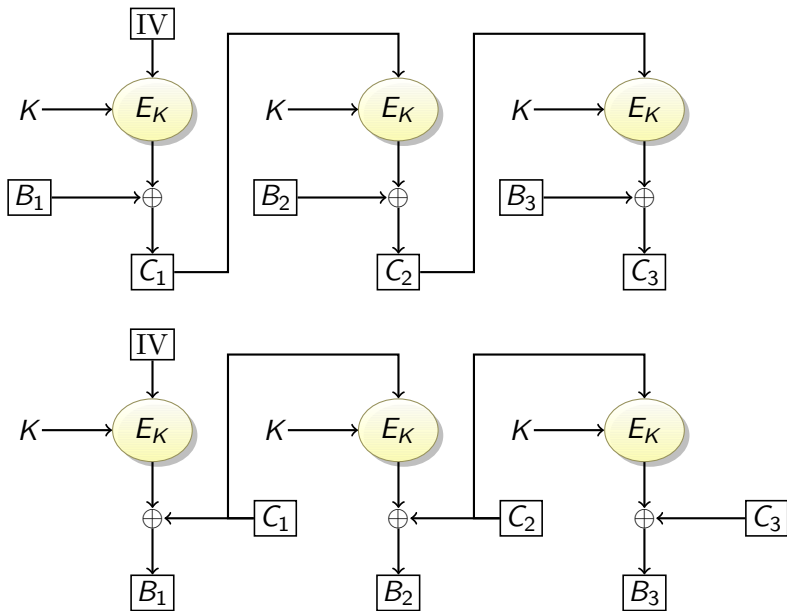 IV
K E_K K E_K K E_K
B_1 B_2 B_3
C_1 C_2 C_3
IV
K E_K K E_K K E_K
C_1 C_2 C_3
B_1 B_2 B_3